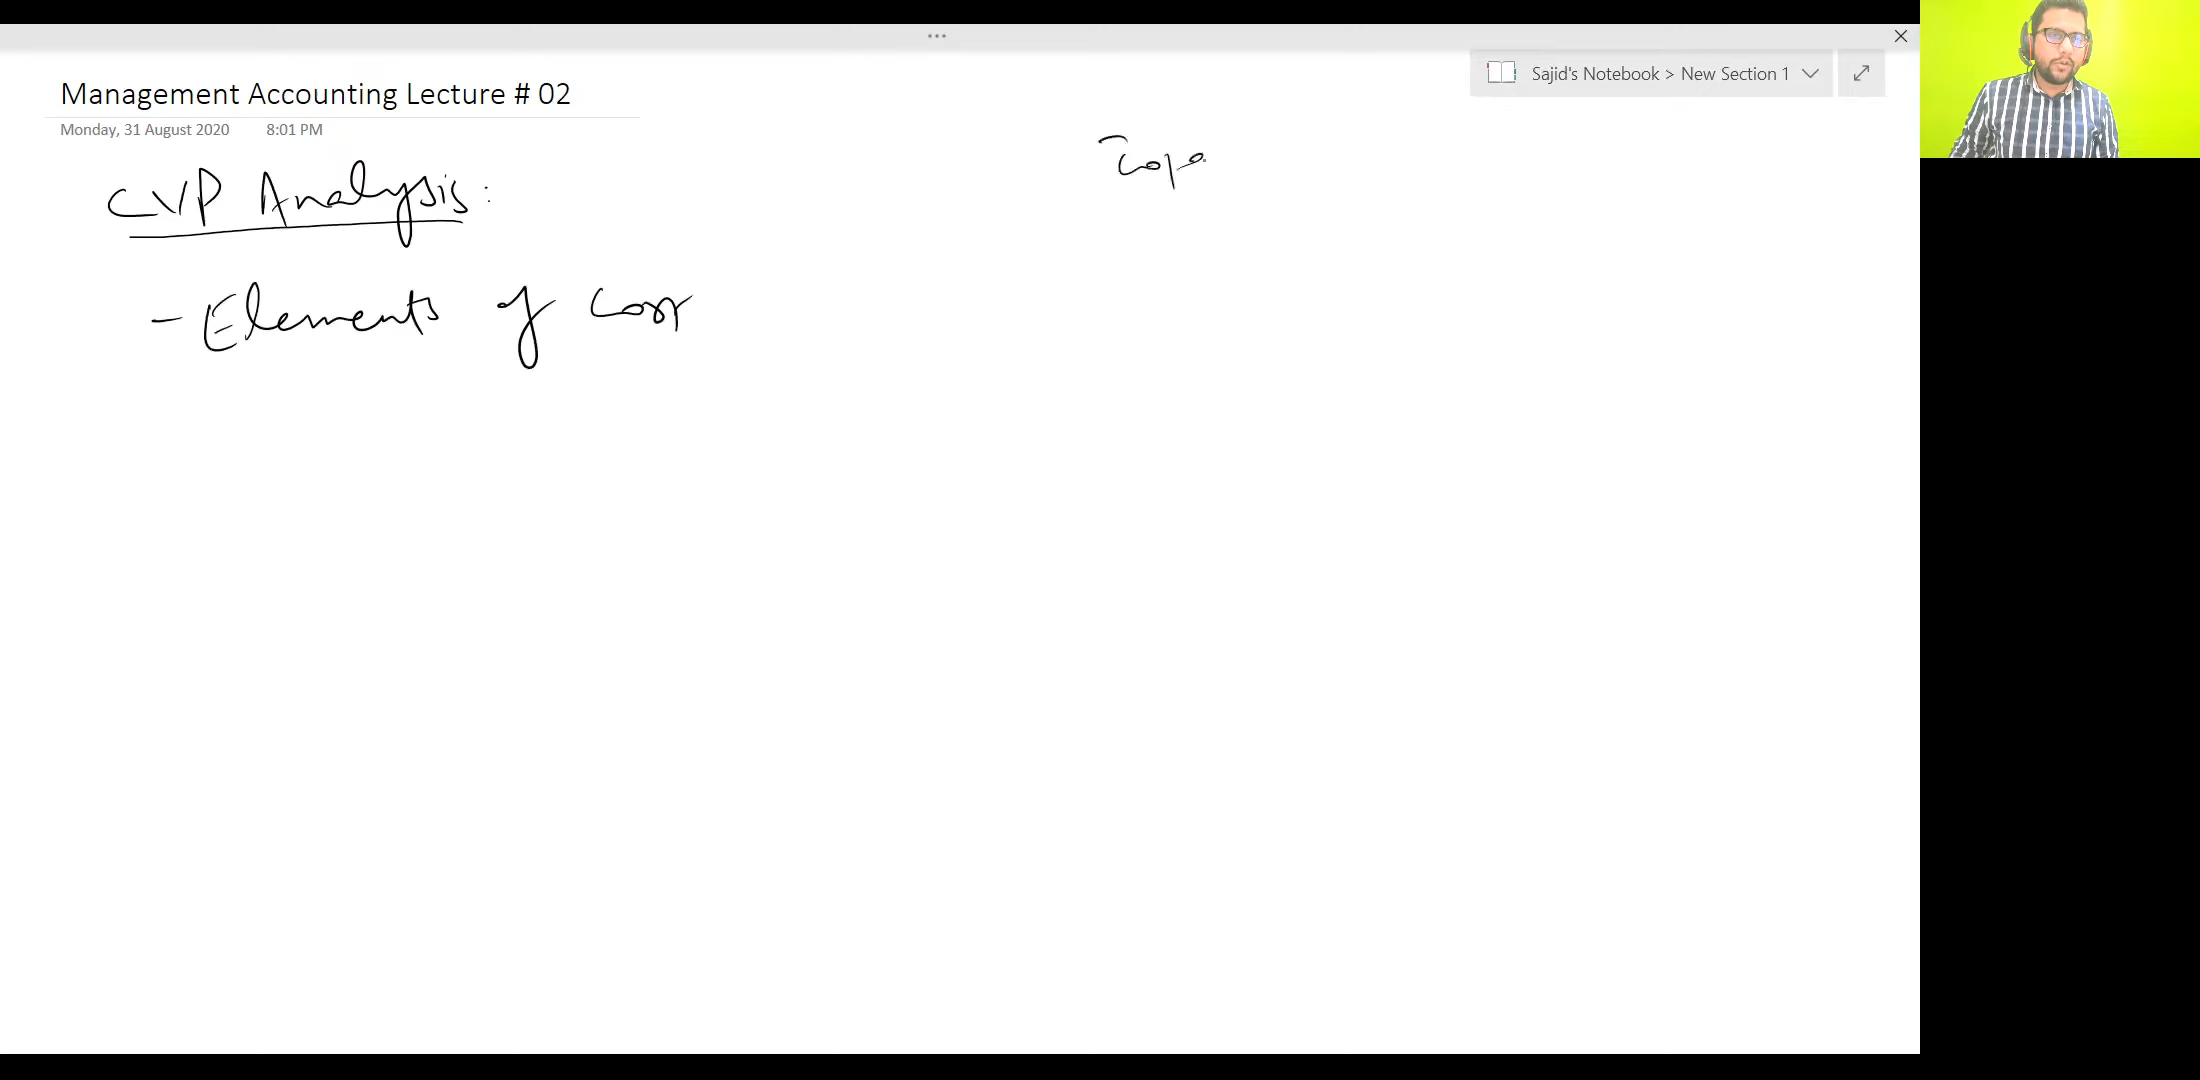 Management Accounting Lecture # 02
Monday, 31 August 2020 8:01 PM
Sajid's Notebook > New Section 1
CVP Analysis:
- Elements of Cost